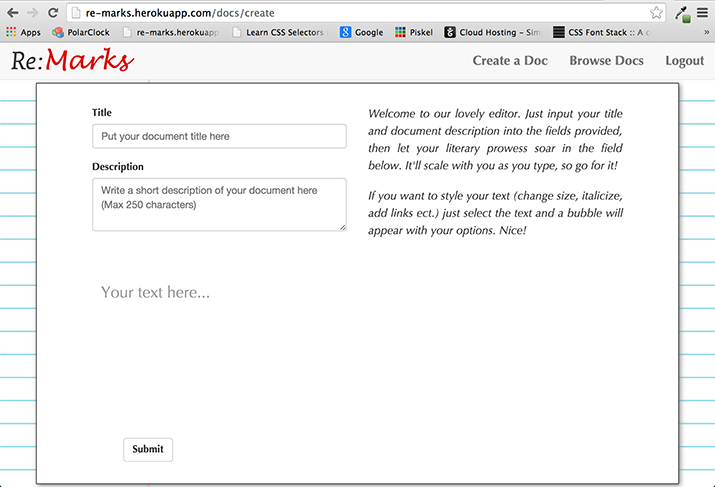 re-marks.herokuapp.com/docs/create
Apps PolarClock re-marks.herokuapp Learn CSS Selectors Google Piskel Cloud Hosting - Sim CSS Font Stack :: A c »
Re:Marks Create a Doc Browse Docs Logout
Title
Put your document title here
Description
Write a short description of your document here
(Max 250 characters)
Welcome to our lovely editor. Just input your title
and document description into the fields provided,
then let your literary prowess soar in the field
below. It'll scale with you as you type, so go for it!
If you want to style your text (change size, italicize,
add links ect.) just select the text and a bubble will
appear with your options. Nice!
Your text here...
Submit